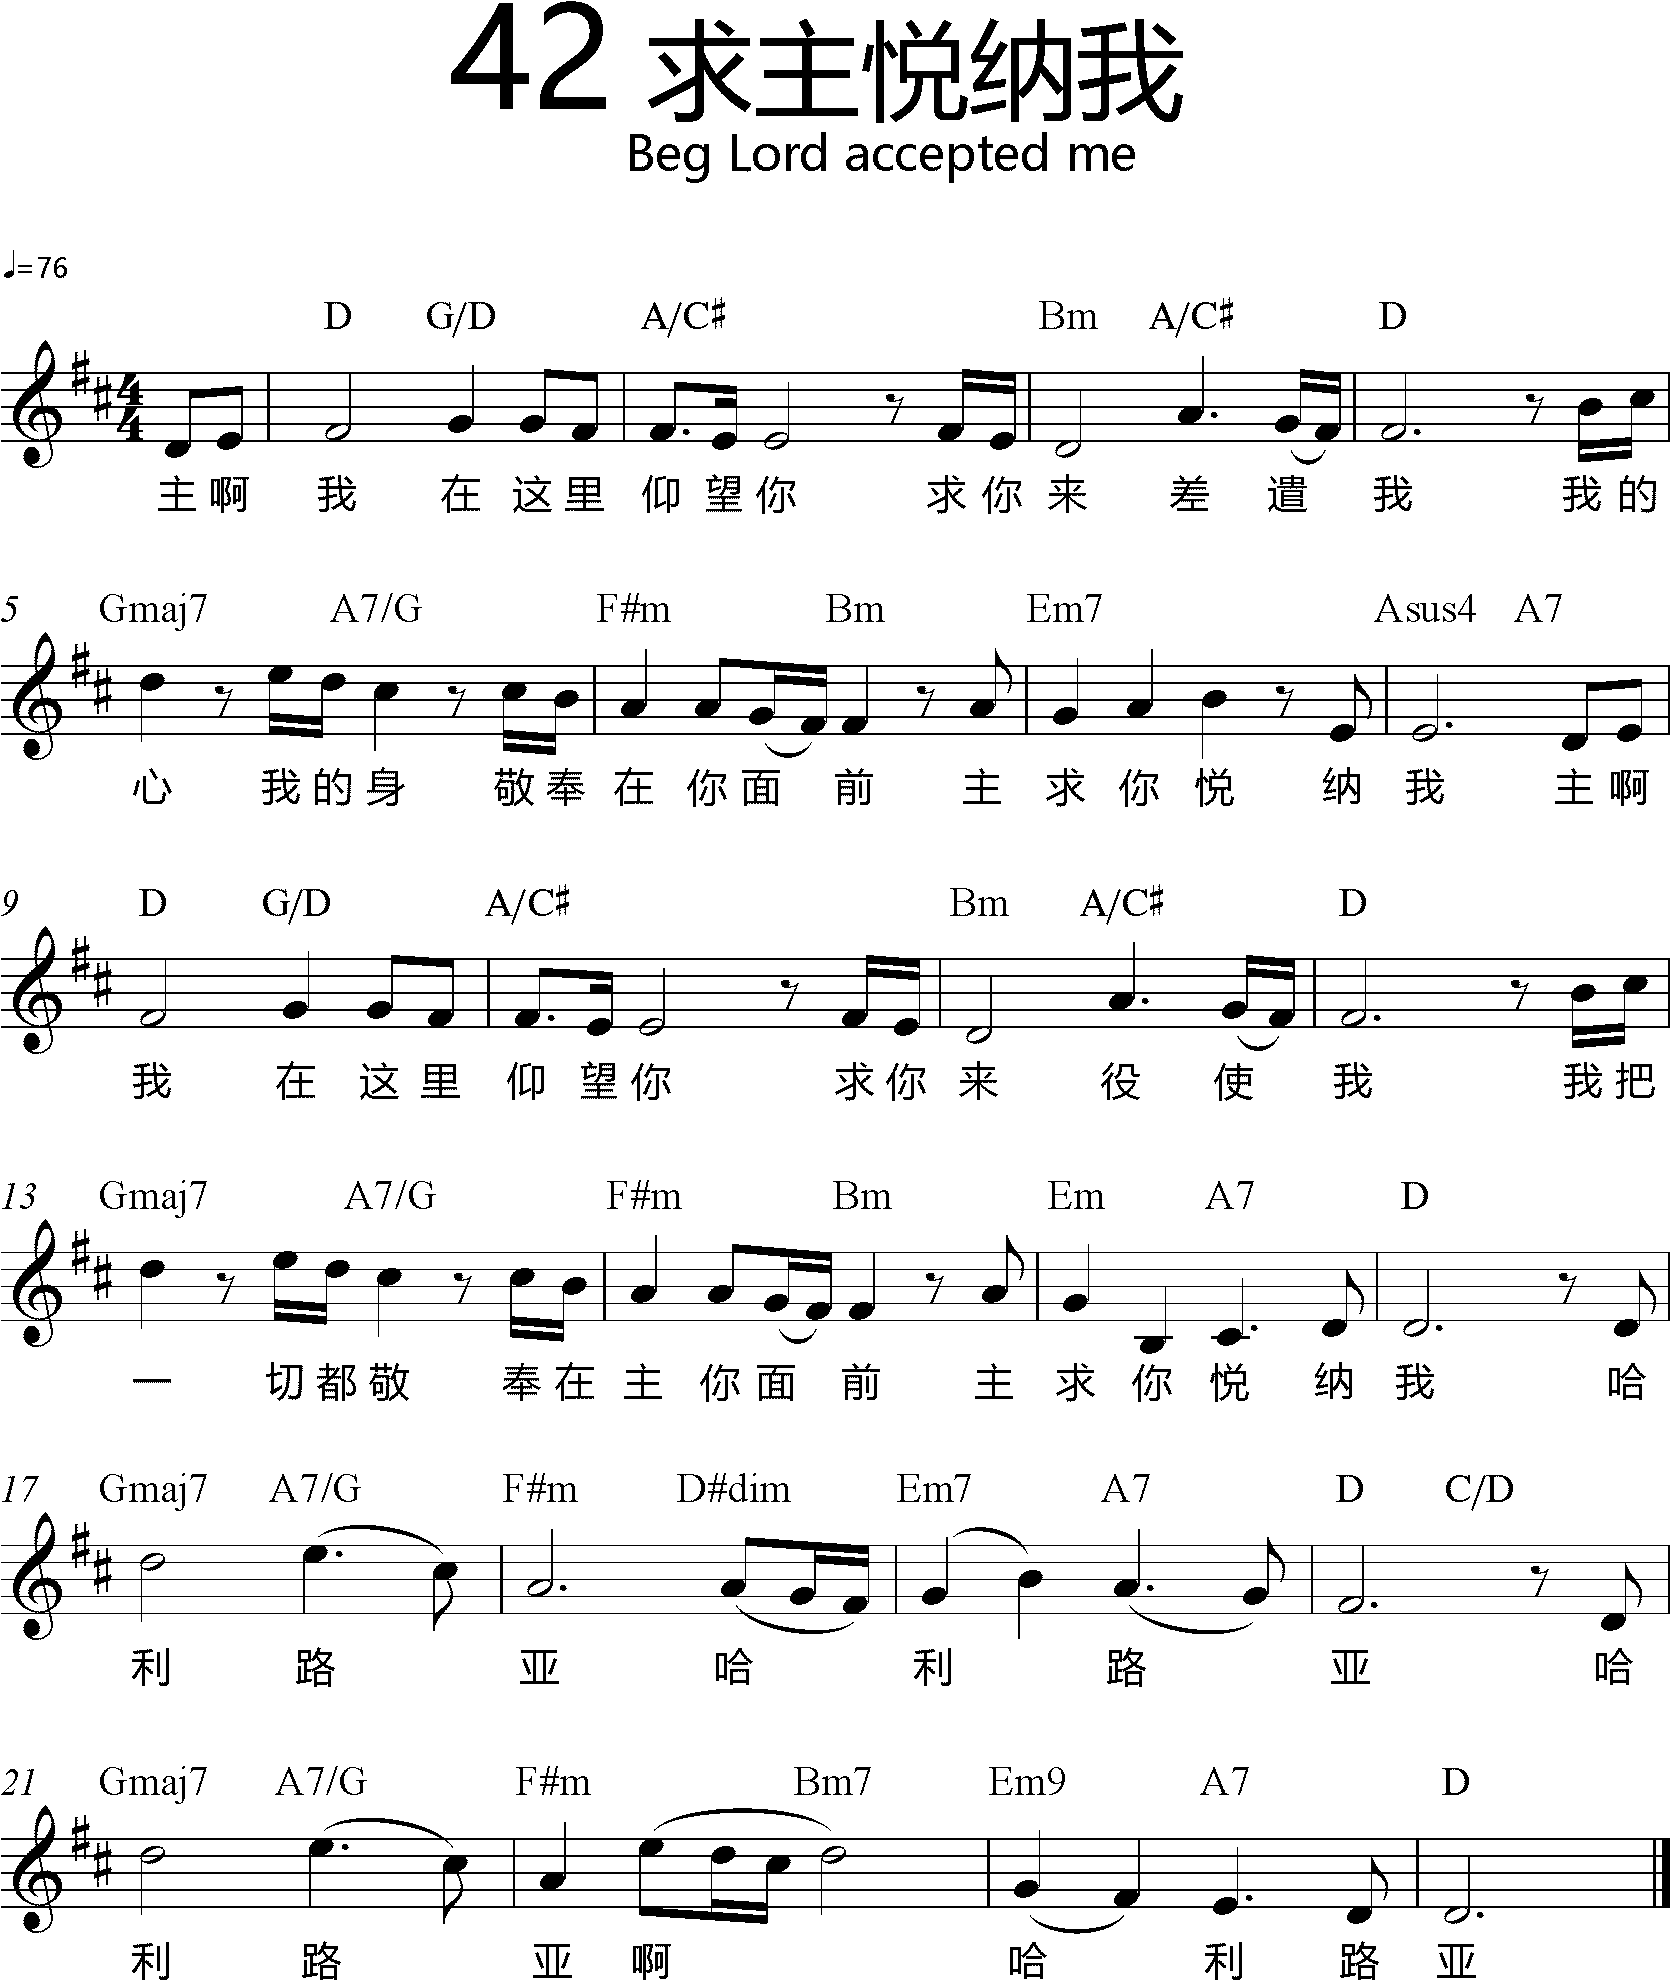 42 求主悦纳我
Beg Lord accepted me
♩=76
D G/D A/C♯ Bm A/C♯ D
4
4
主啊 我 在 这里 仰望你 求你 来 差 遣 我 我的
5 Gmaj7 A7/G F#m Bm Em7 Asus4 A7
心 我的身 敬奉 在 你面 前 主 求 你 悦 纳 我 主啊
9 D G/D A/C♯ Bm A/C♯ D
我 在 这 里 仰 望 你 求你 来 役 使 我 我把
13 Gmaj7 A7/G F#m Bm Em A7 D
一 切都敬 奉在 主 你面 前 主 求 你 悦 纳 我 哈
17 Gmaj7 A7/G F#m D#dim Em7 A7 D C/D
利 路 亚 哈 利 路 亚 哈
21 Gmaj7 A7/G F#m Bm7 Em9 A7 D
利 路 亚 啊 哈 利 路 亚